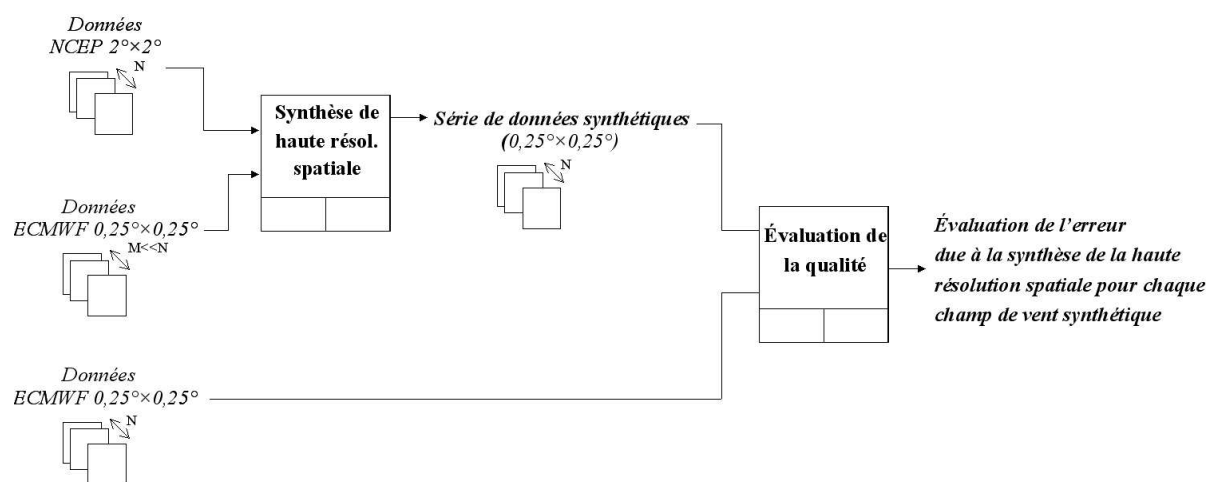 Données
NCEP 2°×2°
N
Synthèse de
haute résol.
spatiale
Série de données synthétiques
(0,25°×0,25°)
N
Données
ECMWF 0,25°×0,25°
M<<N
Évaluation de
la qualité
Évaluation de l’erreur
due à la synthèse de la haute
résolution spatiale pour chaque
champ de vent synthétique
Données
ECMWF 0,25°×0,25°
N